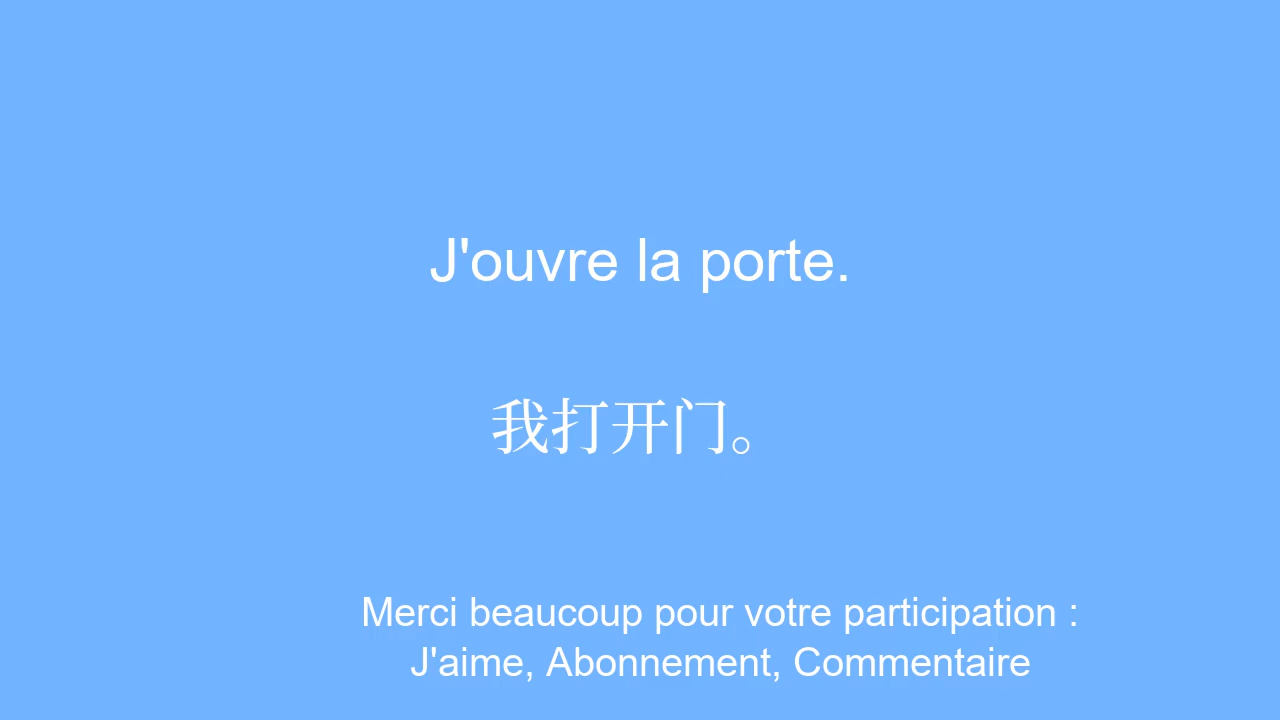 J'ouvre la porte.
我打开门。
Merci beaucoup pour votre participation :
J'aime, Abonnement, Commentaire